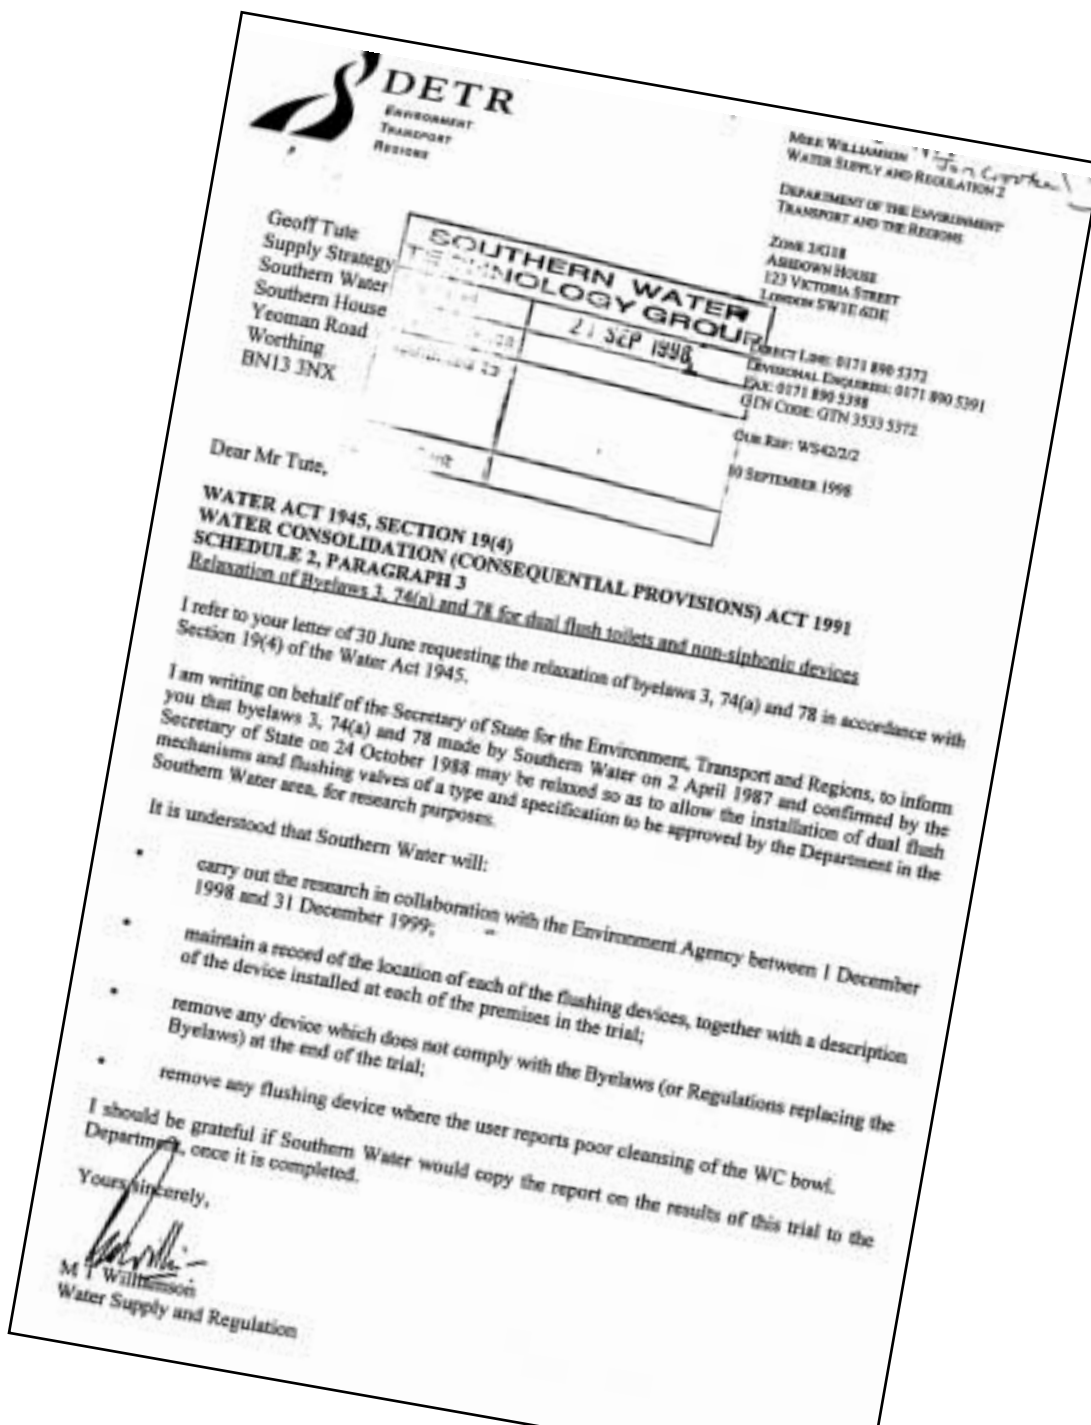 DETR
ENVIRONMENT
TRANSPORT
REGIONS
MIKE WILLIAMSON
WATER SUPPLY AND REGULATION 2
DEPARTMENT OF THE ENVIRONMENT
TRANSPORT AND THE REGIONS
ZONE 3/G18
ASHDOWN HOUSE
123 VICTORIA STREET
LONDON SW1E 6DE
DIRECT LINE: 0171 890 5372
DIVISIONAL ENQUIRIES: 0171 890 5391
FAX: 0171 890 5398
GTN CODE: GTN 3533 5372
OUR REF: WS42/2/2
SEPTEMBER 1998
Geoff Tute
Supply Strategy
Southern Water
Southern House
Yeoman Road
Worthing
BN13 3NX
SOUTHERN WATER
TECHNOLOGY GROUP
21 SEP 1998
Dear Mr Tute,
WATER ACT 1945, SECTION 19(4)
WATER CONSOLIDATION (CONSEQUENTIAL PROVISIONS) ACT 1991
SCHEDULE 2, PARAGRAPH 3
Relaxation of Byelaws 3, 74(a) and 78 for dual flush toilets and non-siphonic devices
I refer to your letter of 30 June requesting the relaxation of byelaws 3, 74(a) and 78 in accordance with
Section 19(4) of the Water Act 1945.
I am writing on behalf of the Secretary of State for the Environment, Transport and Regions, to inform
you that byelaws 3, 74(a) and 78 made by Southern Water on 2 April 1987 and confirmed by the
Secretary of State on 24 October 1988 may be relaxed so as to allow the installation of dual flush
mechanisms and flushing valves of a type and specification to be approved by the Department in the
Southern Water area, for research purposes.
It is understood that Southern Water will:
• carry out the research in collaboration with the Environment Agency between 1 December
1998 and 31 December 1999;
• maintain a record of the location of each of the flushing devices, together with a description
of the device installed at each of the premises in the trial;
• remove any device which does not comply with the Byelaws (or Regulations replacing the
Byelaws) at the end of the trial;
• remove any flushing device where the user reports poor cleansing of the WC bowl.
I should be grateful if Southern Water would copy the report on the results of this trial to the
Department, once it is completed.
Yours sincerely,
M T Williamson
Water Supply and Regulation